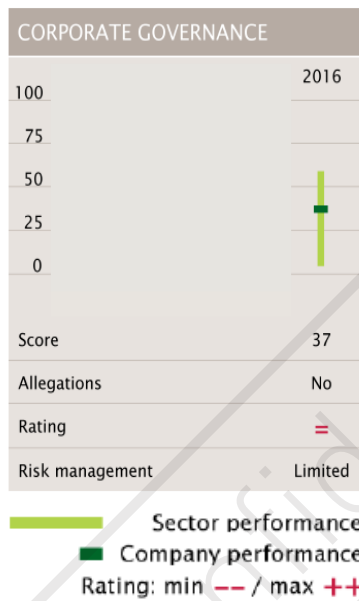 CORPORATE GOVERNANCE
2016
100
75
50
25
0
Score 37
Allegations No
Rating =
Risk management Limited
Sector performance
Company performance
Rating: min -- / max ++